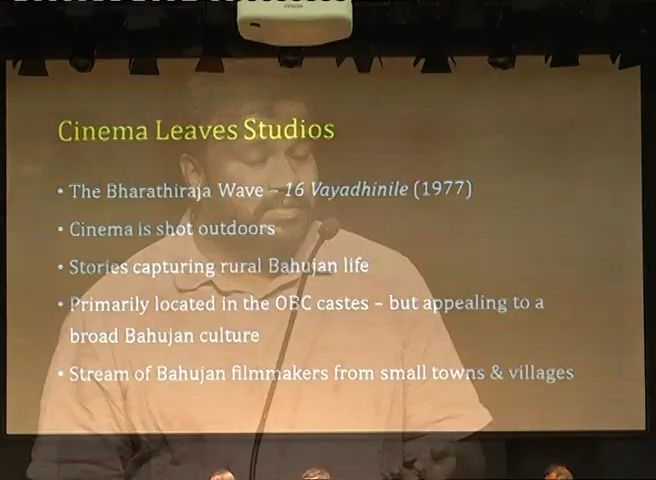 Cinema Leaves Studios
• The Bharathiraja Wave – 16 Vayadhinile (1977)
• Cinema is shot outdoors
• Stories capturing rural Bahujan life
• Primarily located in the OBC castes – but appealing to a
broad Bahujan culture
• Stream of Bahujan filmmakers from small towns & villages